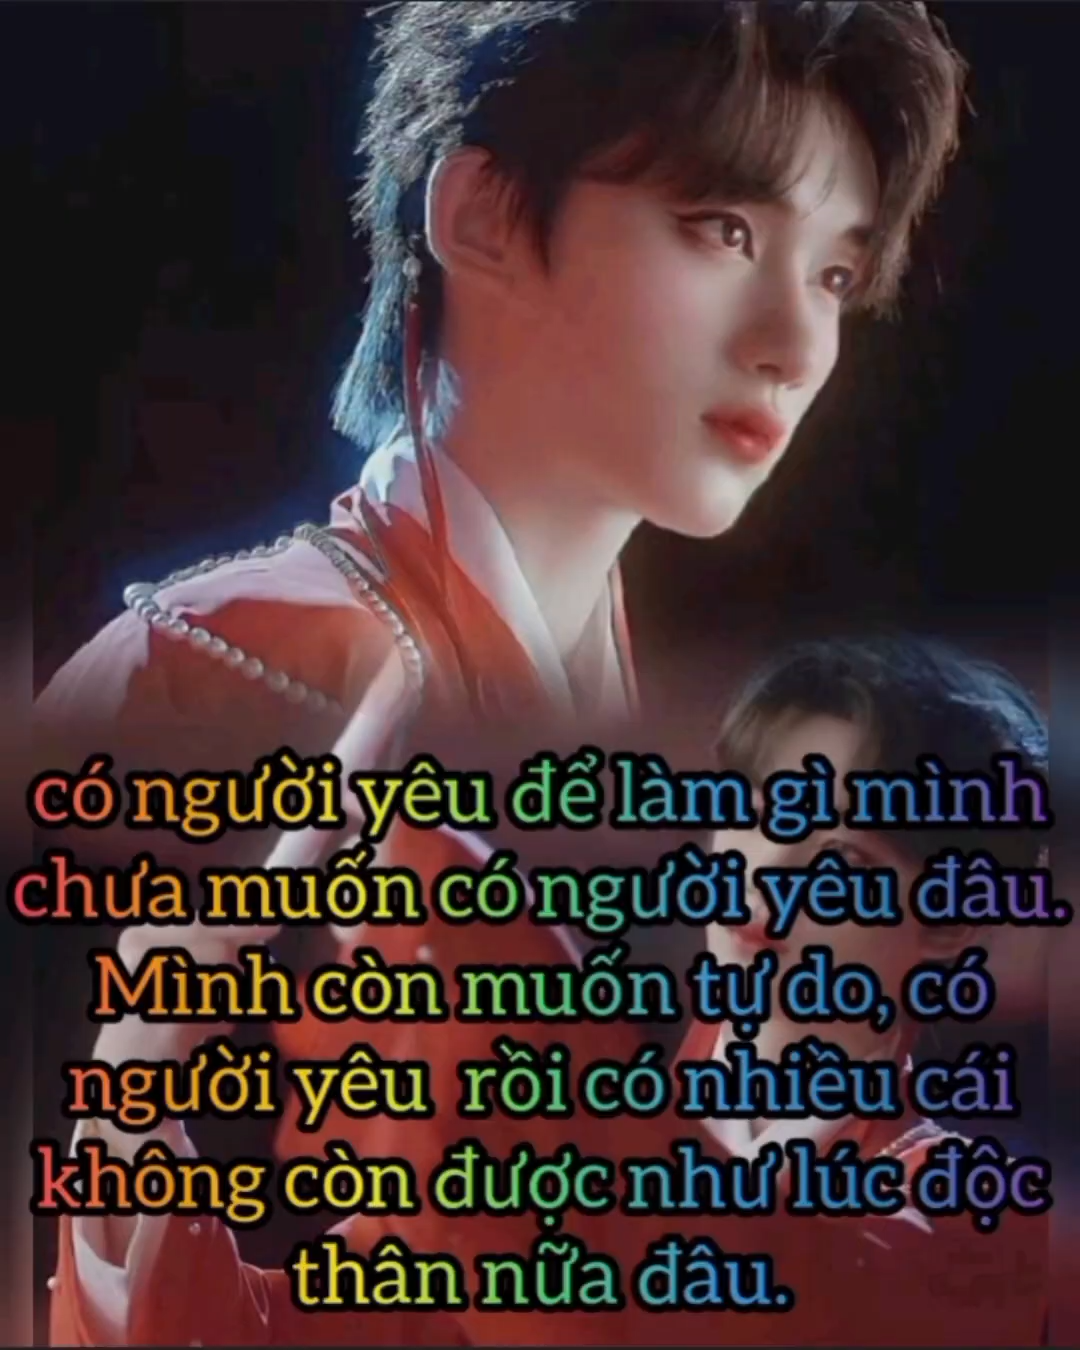 có người yêu để làm gì mình
chưa muốn có người yêu đâu.
Mình còn muốn tự do, có
người yêu rồi có nhiều cái
không còn được như lúc độc
thân nữa đâu.